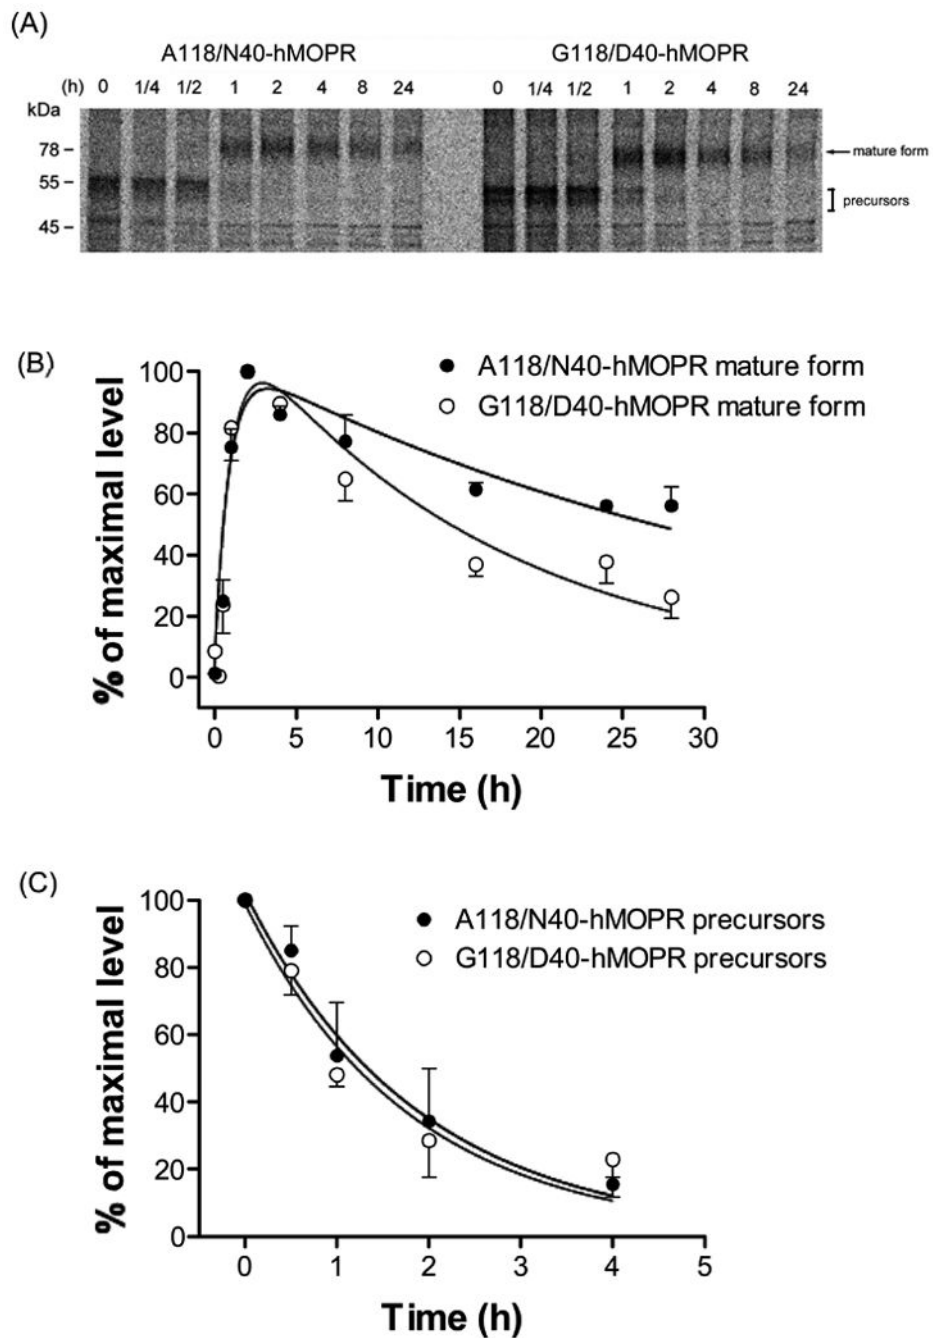 (A)
A118/N40-hMOPR G118/D40-hMOPR
(h) 0 1/4 1/2 1 2 4 8 24 0 1/4 1/2 1 2 4 8 24
kDa
78
mature form
55
precursors
45
(B)
A118/N40-hMOPR mature form
G118/D40-hMOPR mature form
% of maximal level
100
80
60
40
20
0
0 5 10 15 20 25 30
Time (h)
(C)
A118/N40-hMOPR precursors
G118/D40-hMOPR precursors
% of maximal level
100
80
60
40
20
0
0 1 2 3 4 5
Time (h)